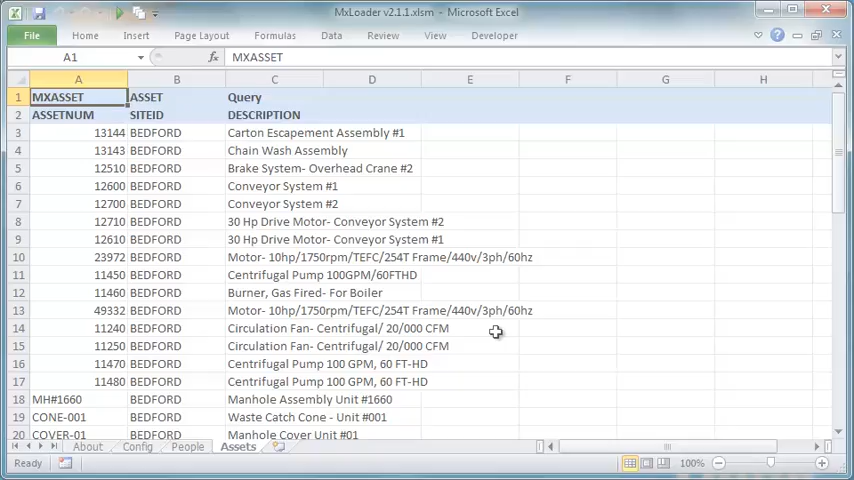 MxLoader v2.1.1.xlsm - Microsoft Excel
File Home Insert Page Layout Formulas Data Review View Developer
A1 fx MXASSET
A B C D E F G H
1 MXASSET ASSET Query
2 ASSETNUM SITEID DESCRIPTION
3 13144 BEDFORD Carton Escapement Assembly #1
4 13143 BEDFORD Chain Wash Assembly
5 12510 BEDFORD Brake System- Overhead Crane #2
6 12600 BEDFORD Conveyor System #1
7 12700 BEDFORD Conveyor System #2
8 12710 BEDFORD 30 Hp Drive Motor- Conveyor System #2
9 12610 BEDFORD 30 Hp Drive Motor- Conveyor System #1
10 23972 BEDFORD Motor- 10hp/1750rpm/TEFC/254T Frame/440v/3ph/60hz
11 11450 BEDFORD Centrifugal Pump 100GPM/60FTHD
12 11460 BEDFORD Burner, Gas Fired- For Boiler
13 49332 BEDFORD Motor- 10hp/1750rpm/TEFC/254T Frame/440v/3ph/60hz
14 11240 BEDFORD Circulation Fan- Centrifugal/ 20/000 CFM
15 11250 BEDFORD Circulation Fan- Centrifugal/ 20/000 CFM
16 11470 BEDFORD Centrifugal Pump 100 GPM, 60 FT-HD
17 11480 BEDFORD Centrifugal Pump 100 GPM, 60 FT-HD
18 MH#1660 BEDFORD Manhole Assembly Unit #1660
19 CONE-001 BEDFORD Waste Catch Cone - Unit #001
20 COVER-01 BEDFORD Manhole Cover Unit #01
About Config People Assets
Ready 100%